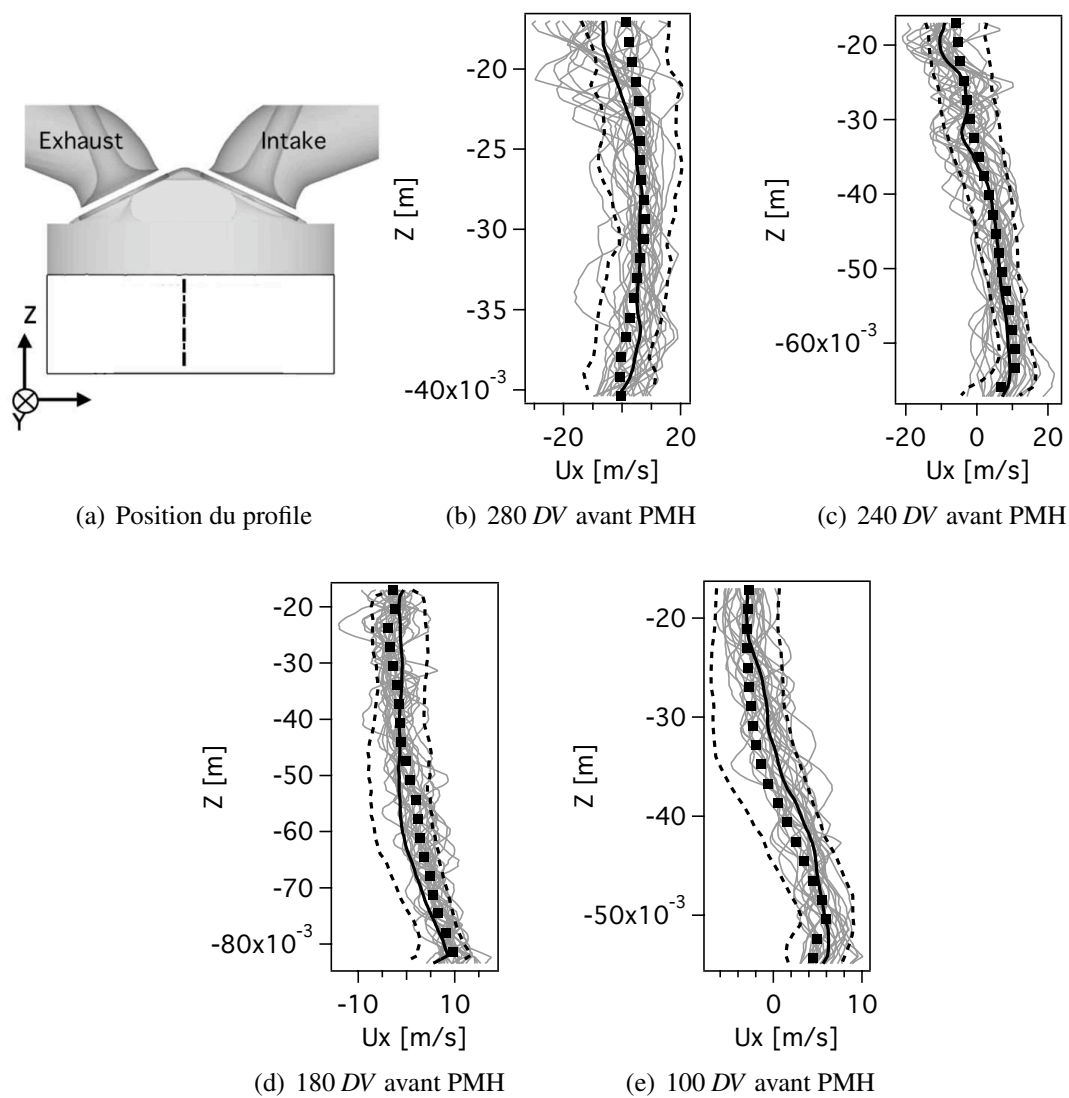 Exhaust
Intake
Z
Y
(a) Position du profile
-20
-25
-30
-35
-40x10-3
Z [m]
-20
0
20
Ux [m/s]
(b) 280 DV avant PMH
-20
-30
-40
-50
-60x10-3
Z [m]
-20
0
20
Ux [m/s]
(c) 240 DV avant PMH
-20
-30
-40
-50
-60
-70
-80x10-3
Z [m]
-10
10
Ux [m/s]
(d) 180 DV avant PMH
-20
-30
-40
-50x10-3
Z [m]
0
10
Ux [m/s]
(e) 100 DV avant PMH